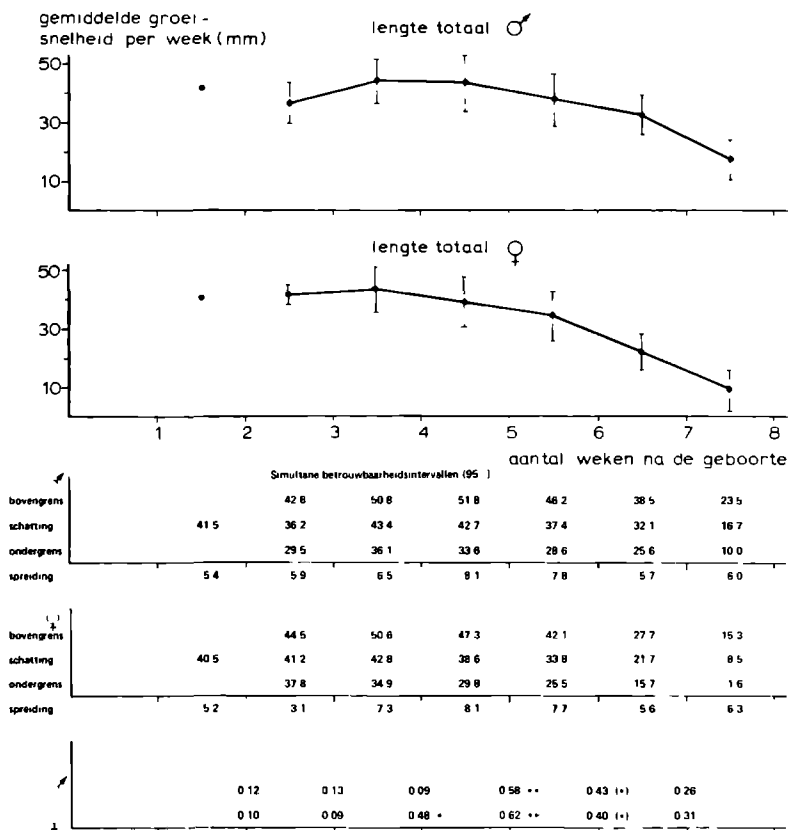 gemiddelde groei-
snelheid per week (mm)
lengte totaal ♂
50
30
10
lengte totaal ♀
50
30
10
1 2 3 4 5 6 7 8
aantal weken na de geboorte
Simultane betrouwbaarheidsintervallen (95 )
bovengrens 42 8 50 8 51 8 46 2 38 5 23 5
schatting 41 5 36 2 43 4 42 7 37 4 32 1 16 7
ondergrens 29 5 36 1 33 6 28 6 25 6 10 0
spreiding 5 4 5 9 6 5 9 1 7 8 5 7 6 0
♀
bovengrens 44 5 50 6 47 3 42 1 27 7 15 3
schatting 40 5 41 2 42 8 38 6 33 8 21 7 8 5
ondergrens 37 8 34 9 29 8 25 5 15 7 1 6
spreiding 5 2 3 1 7 3 8 1 7 7 5 6 6 3
0 12 0 13 0 09 0 58 ** 0 43 (*) 0 26
0 10 0 09 0 48 * 0 62 ** 0 40 (*) 0 31